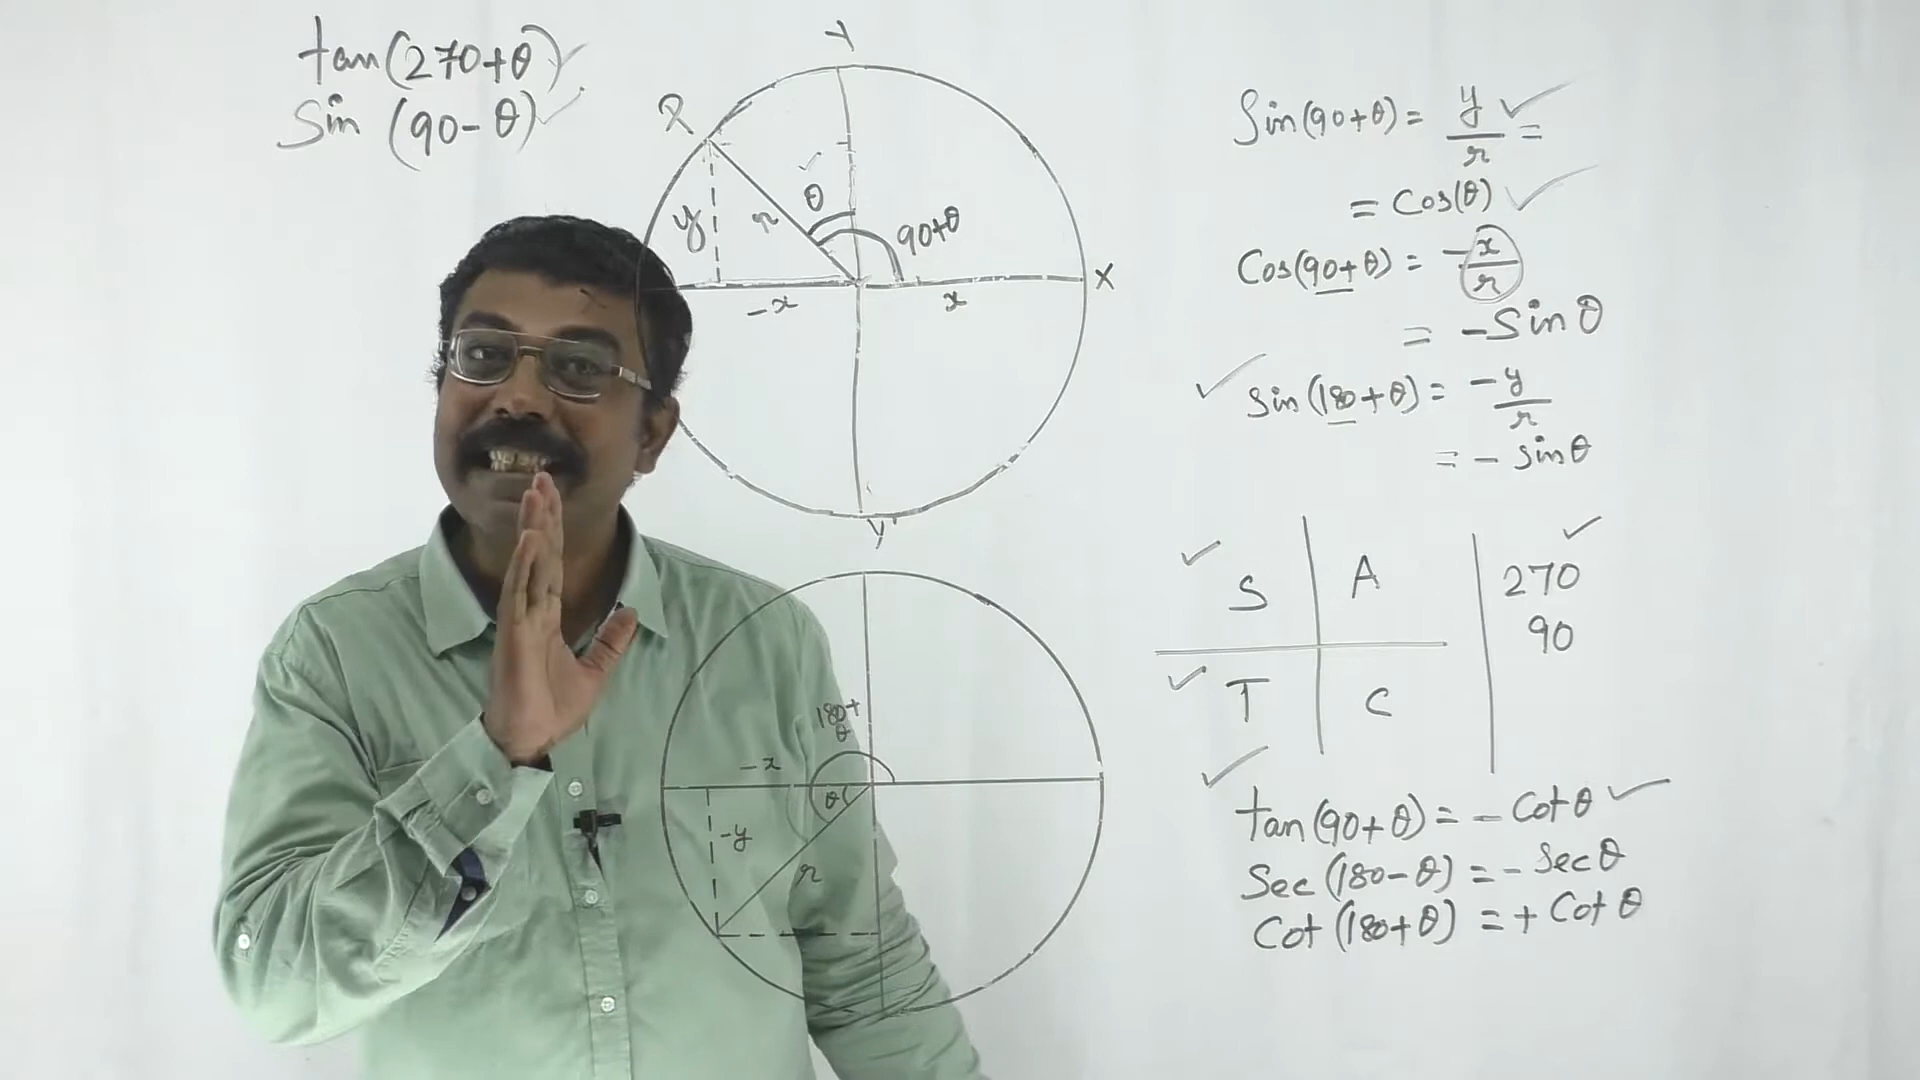 tan(270+θ)
Sin (90-θ)
Y
R
y
r
θ
90+θ
X
-x
x
Y'
180+
θ
-x
θ
-y
r
Sin(90+θ) = y/r =
= Cos(θ)
Cos(90+θ) = -x/r
= -Sin θ
Sin (180+θ) = -y/r
= - sinθ
S A 270
90
T C
tan(90+θ) = - Cot θ
Sec (180-θ) = - Sec θ
Cot (180+θ) = + Cot θ